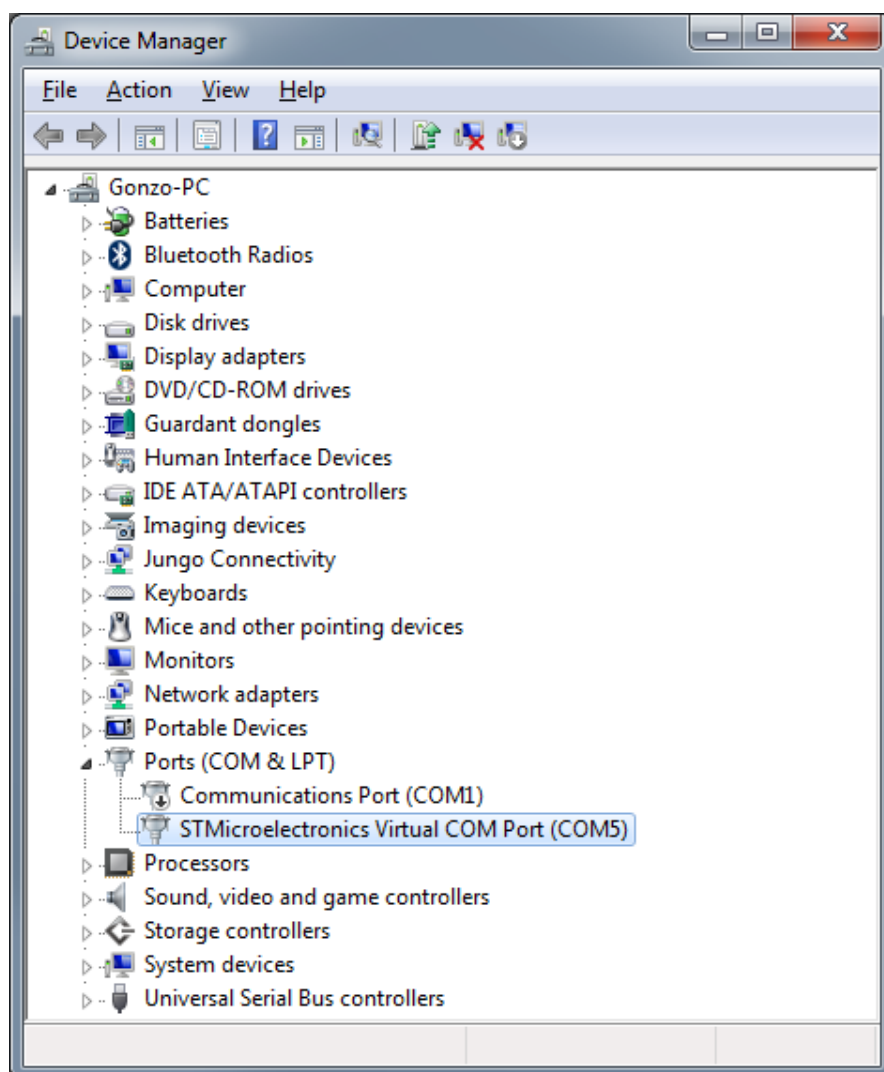 Device Manager
File Action View Help
Gonzo-PC
Batteries
Bluetooth Radios
Computer
Disk drives
Display adapters
DVD/CD-ROM drives
Guardant dongles
Human Interface Devices
IDE ATA/ATAPI controllers
Imaging devices
Jungo Connectivity
Keyboards
Mice and other pointing devices
Monitors
Network adapters
Portable Devices
Ports (COM & LPT)
Communications Port (COM1)
STMicroelectronics Virtual COM Port (COM5)
Processors
Sound, video and game controllers
Storage controllers
System devices
Universal Serial Bus controllers